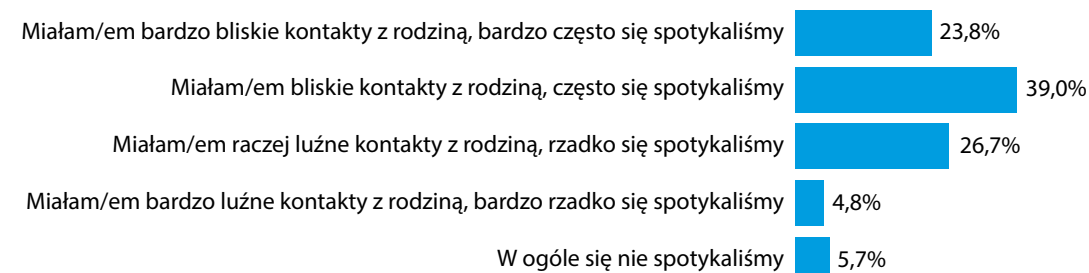 Miałam/em bardzo bliskie kontakty z rodziną, bardzo często się spotykaliśmy 23,8%
Miałam/em bliskie kontakty z rodziną, często się spotykaliśmy 39,0%
Miałam/em raczej luźne kontakty z rodziną, rzadko się spotykaliśmy 26,7%
Miałam/em bardzo luźne kontakty z rodziną, bardzo rzadko się spotykaliśmy 4,8%
W ogóle się nie spotykaliśmy 5,7%